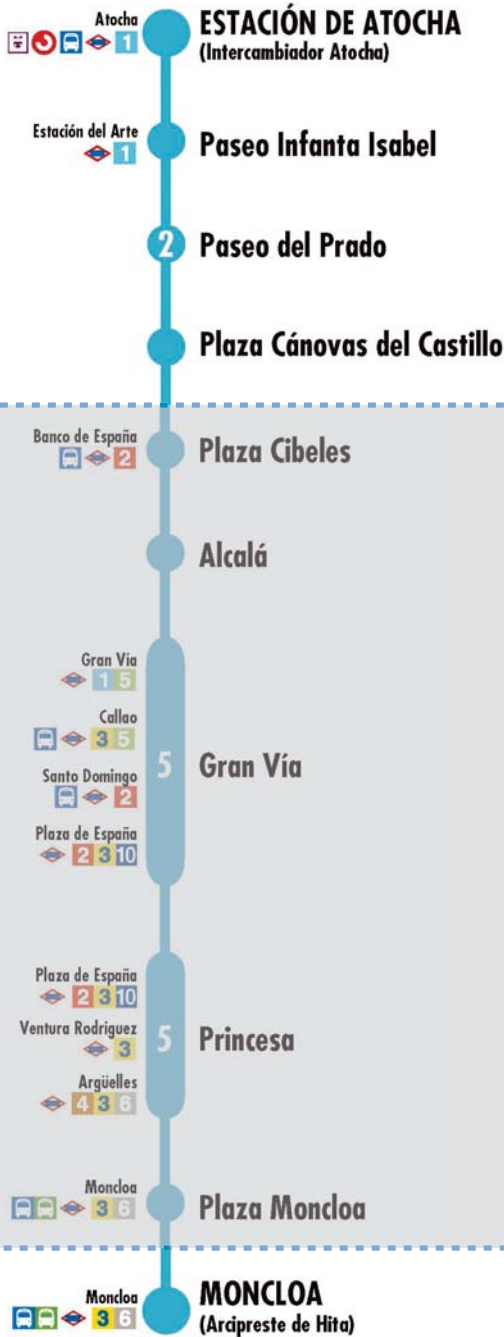 Atocha
1
ESTACIÓN DE ATOCHA
(Intercambiador Atocha)
Estación del Arte
1
Paseo Infanta Isabel
2
Paseo del Prado
Plaza Cánovas del Castillo
Banco de España
2
Plaza Cibeles
Alcalá
Gran Vía
1 5
Callao
3 5
Santo Domingo
2
Plaza de España
2 3 10
5
Gran Vía
Plaza de España
2 3 10
Ventura Rodríguez
3
Argüelles
4 3 6
5
Princesa
Moncloa
3 6
Plaza Moncloa
Moncloa
3 6
MONCLOA
(Arcipreste de Hita)